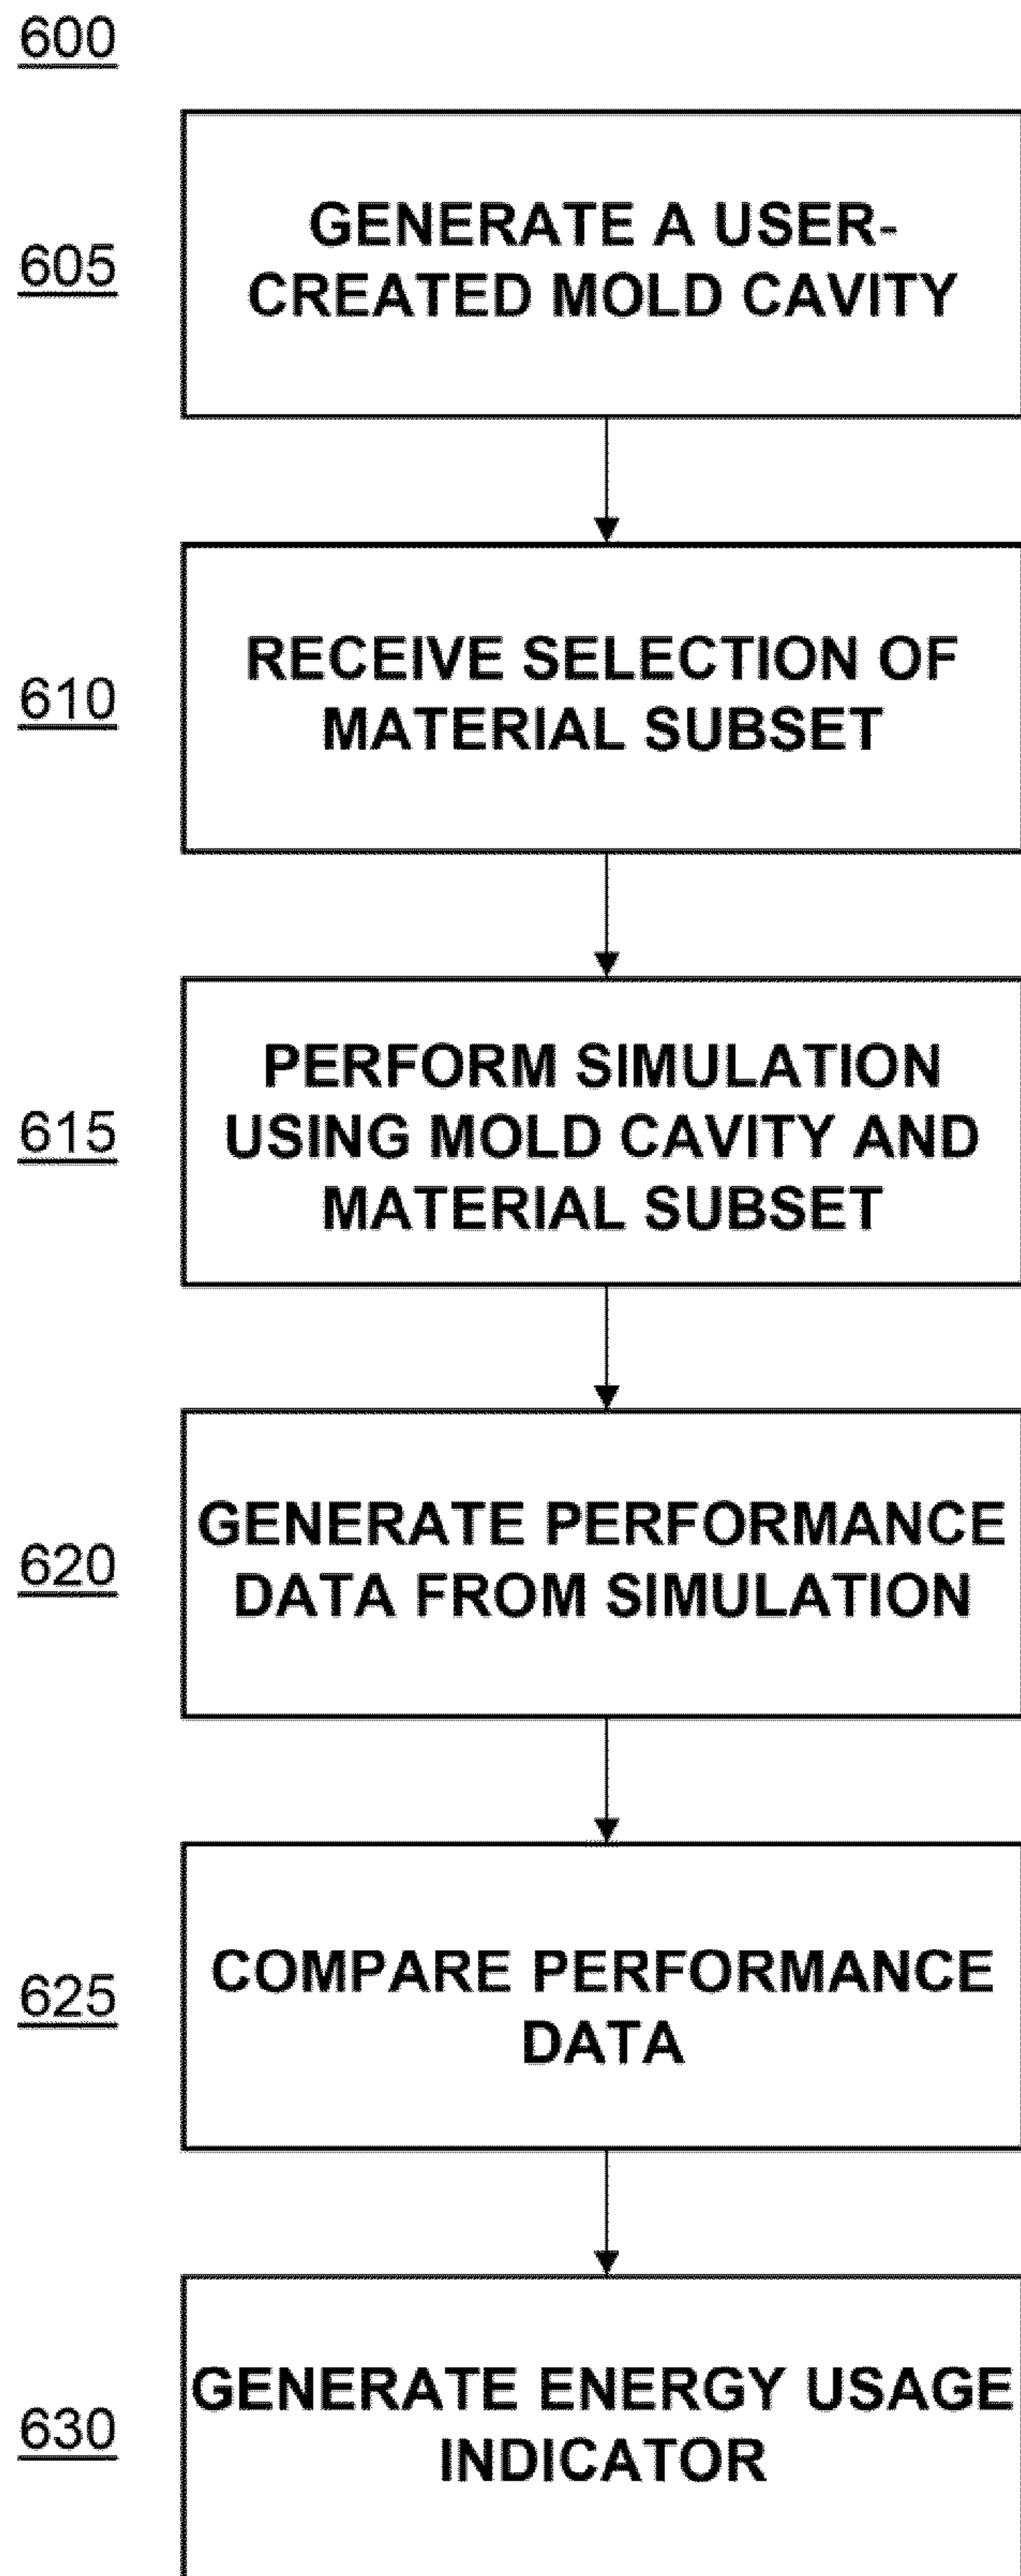 600
605
GENERATE A USER-
CREATED MOLD CAVITY
610
RECEIVE SELECTION OF
MATERIAL SUBSET
615
PERFORM SIMULATION
USING MOLD CAVITY AND
MATERIAL SUBSET
620
GENERATE PERFORMANCE
DATA FROM SIMULATION
625
COMPARE PERFORMANCE
DATA
630
GENERATE ENERGY USAGE
INDICATOR